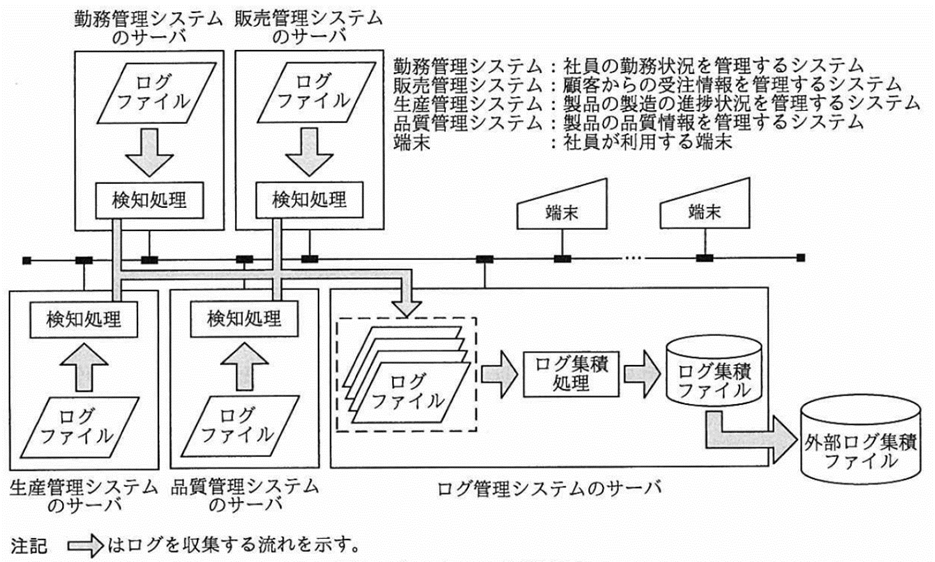 勤務管理システム
のサーバ
販売管理システム
のサーバ
ログ
ファイル
検知処理
ログ
ファイル
検知処理
勤務管理システム：社員の勤務状況を管理するシステム
販売管理システム：顧客からの受注情報を管理するシステム
生産管理システム：製品の製造の進捗状況を管理するシステム
品質管理システム：製品の品質情報を管理するシステム
端末　　　　　　：社員が利用する端末
端末
…
端末
検知処理
ログ
ファイル
検知処理
ログ
ファイル
ログ
ファイル
ログ集積
処理
ログ集積
ファイル
外部ログ集積
ファイル
生産管理システム
のサーバ
品質管理システム
のサーバ
ログ管理システムのサーバ
注記　⇨はログを収集する流れを示す。